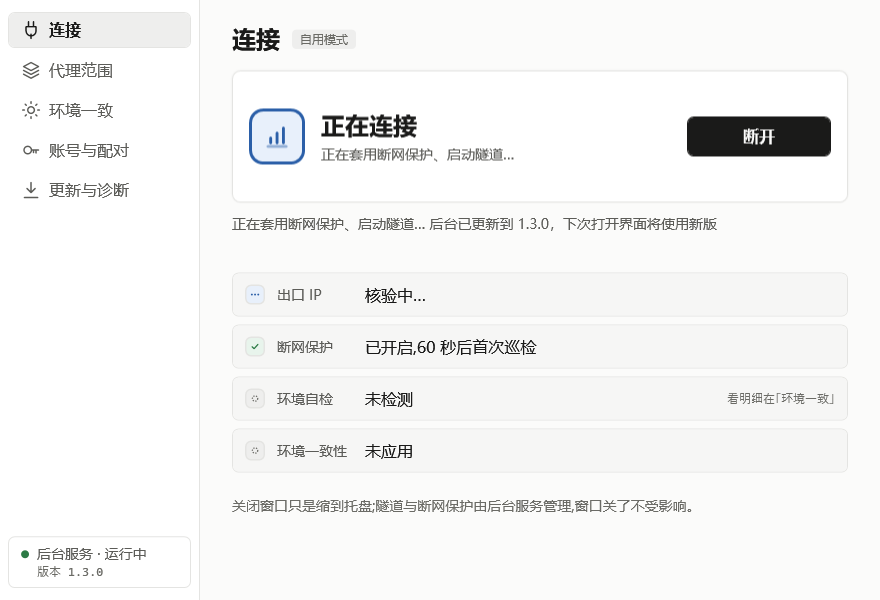 连接
代理范围
环境一致
账号与配对
更新与诊断
后台服务 · 运行中
版本 1.3.0
连接 自用模式
正在连接
正在套用断网保护、启动隧道...
断开
正在套用断网保护、启动隧道... 后台已更新到 1.3.0，下次打开界面将使用新版
出口 IP 核验中...
断网保护 已开启,60 秒后首次巡检
环境自检 未检测 看明细在「环境一致」
环境一致性 未应用
关闭窗口只是缩到托盘;隧道与断网保护由后台服务管理,窗口关了不受影响。